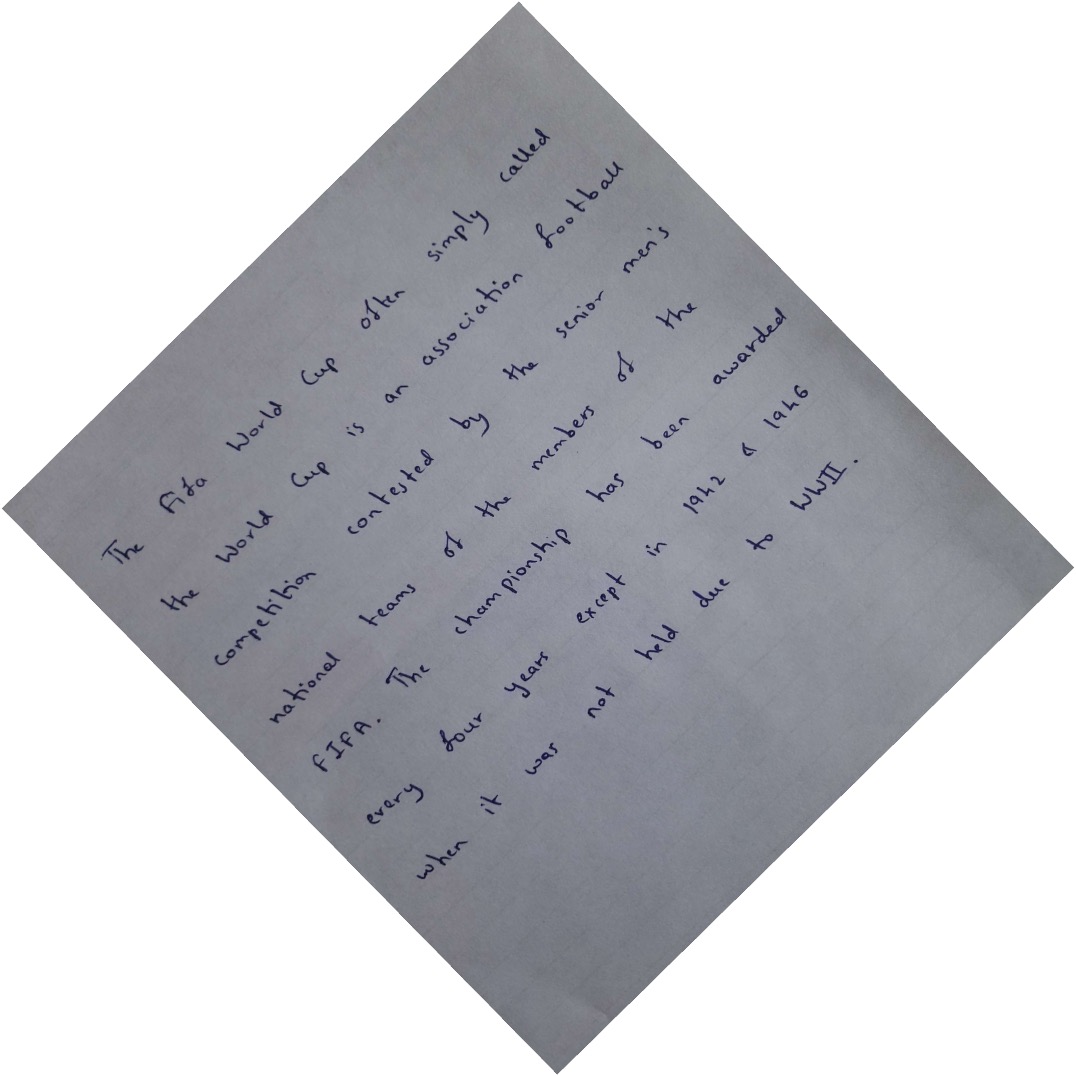 The Fifa World Cup often simply called
the World Cup is an association football
competition contested by the senior men's
national teams of the members of the
FIFA. The championship has been awarded
every four years except in 1942 & 1946
when it was not held due to WWII.